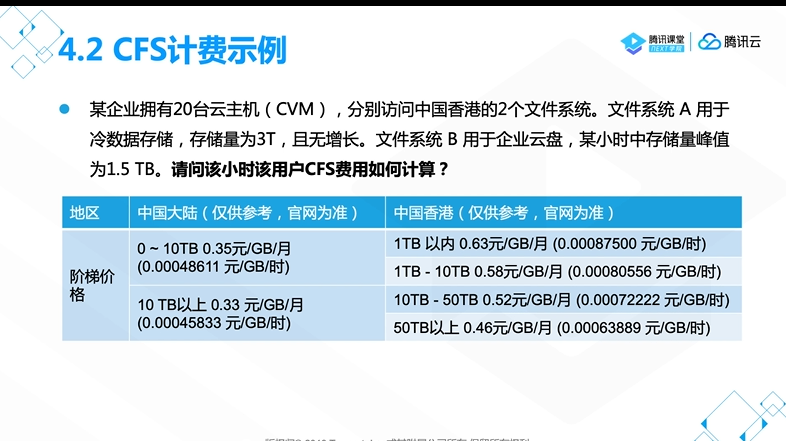 4.2 CFS计费示例
腾讯课堂
NEXT学院
腾讯云
某企业拥有20台云主机（CVM），分别访问中国香港的2个文件系统。文件系统 A 用于
冷数据存储，存储量为3T，且无增长。文件系统 B 用于企业云盘，某小时中存储量峰值
为1.5 TB。请问该小时该用户CFS费用如何计算？
地区 中国大陆（仅供参考，官网为准） 中国香港（仅供参考，官网为准）
阶梯价格
0 ~ 10TB 0.35元/GB/月
(0.00048611 元/GB/时)
10 TB以上 0.33 元/GB/月
(0.00045833 元/GB/时)
1TB 以内 0.63元/GB/月 (0.00087500 元/GB/时)
1TB - 10TB 0.58元/GB/月 (0.00080556 元/GB/时)
10TB - 50TB 0.52元/GB/月 (0.00072222 元/GB/时)
50TB以上 0.46元/GB/月 (0.00063889 元/GB/时)